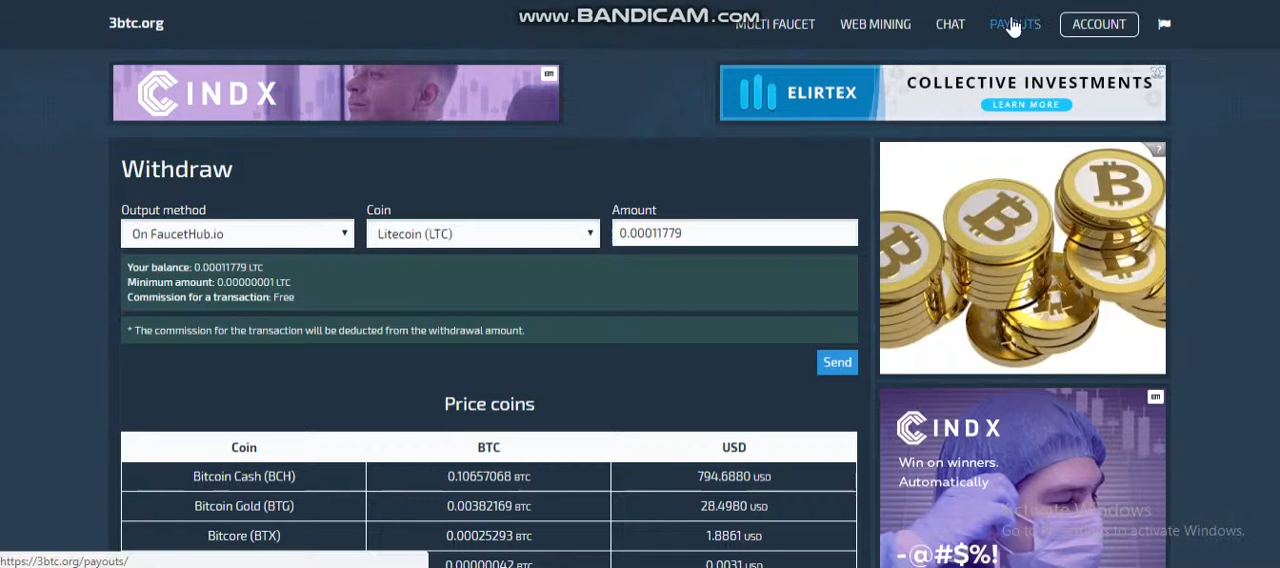 www.BANDICAM.com
3btc.org
MULTI FAUCET
WEB MINING
CHAT
PAYOUTS
ACCOUNT
CINDX
ELIRTEX
COLLECTIVE INVESTMENTS
LEARN MORE
Withdraw
Output method
Coin
Amount
On FaucetHub.io
Litecoin (LTC)
0.00011779
Your balance: 0.00011779 LTC
Minimum amount: 0.00000001 LTC
Commission for a transaction: Free
* The commission for the transaction will be deducted from the withdrawal amount.
Send
Price coins
Coin BTC USD
Bitcoin Cash (BCH) 0.10657068 BTC 794.6880 USD
Bitcoin Gold (BTG) 0.00382169 BTC 28.4980 USD
Bitcore (BTX) 0.00025293 BTC 1.8861 USD
0.00000042 BTC 0.0031 USD
?
CINDX
Win on winners.
Automatically
-@#$%!
Activate Windows
to activate Windows.
https://3btc.org/payouts/